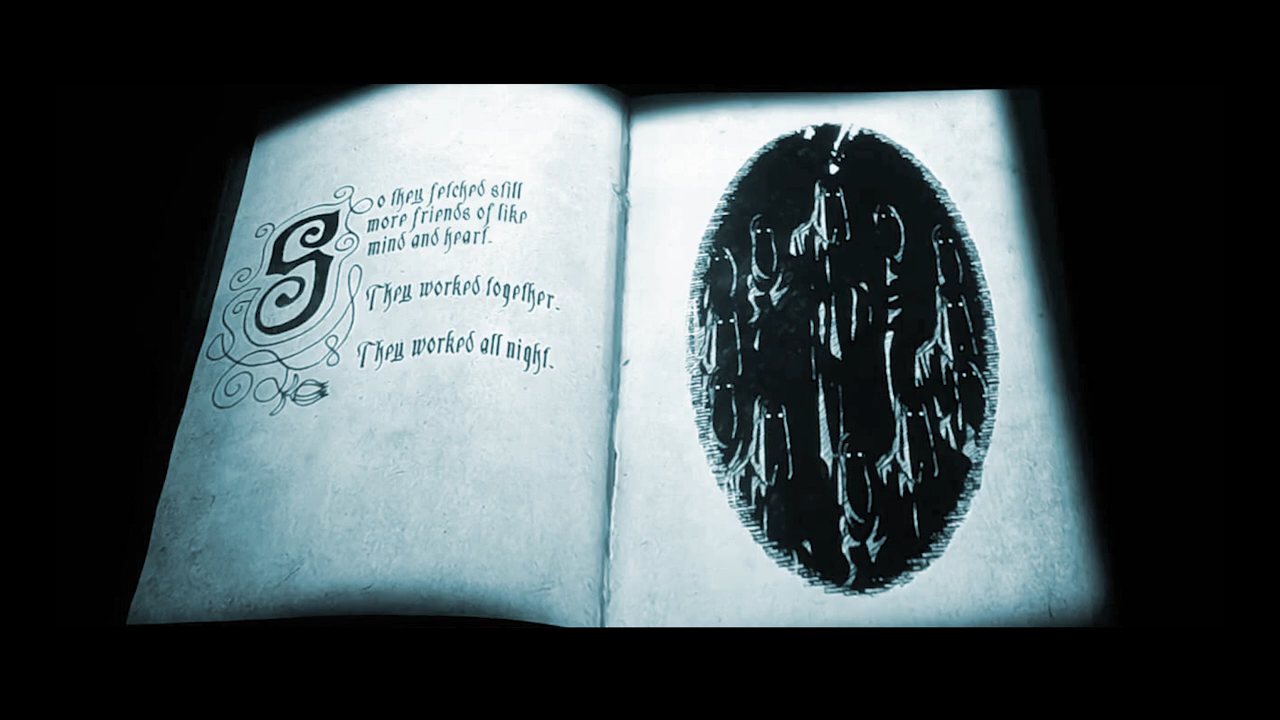 So they fetched still
more friends of like
mind and heart.
They worked together.
They worked all night.